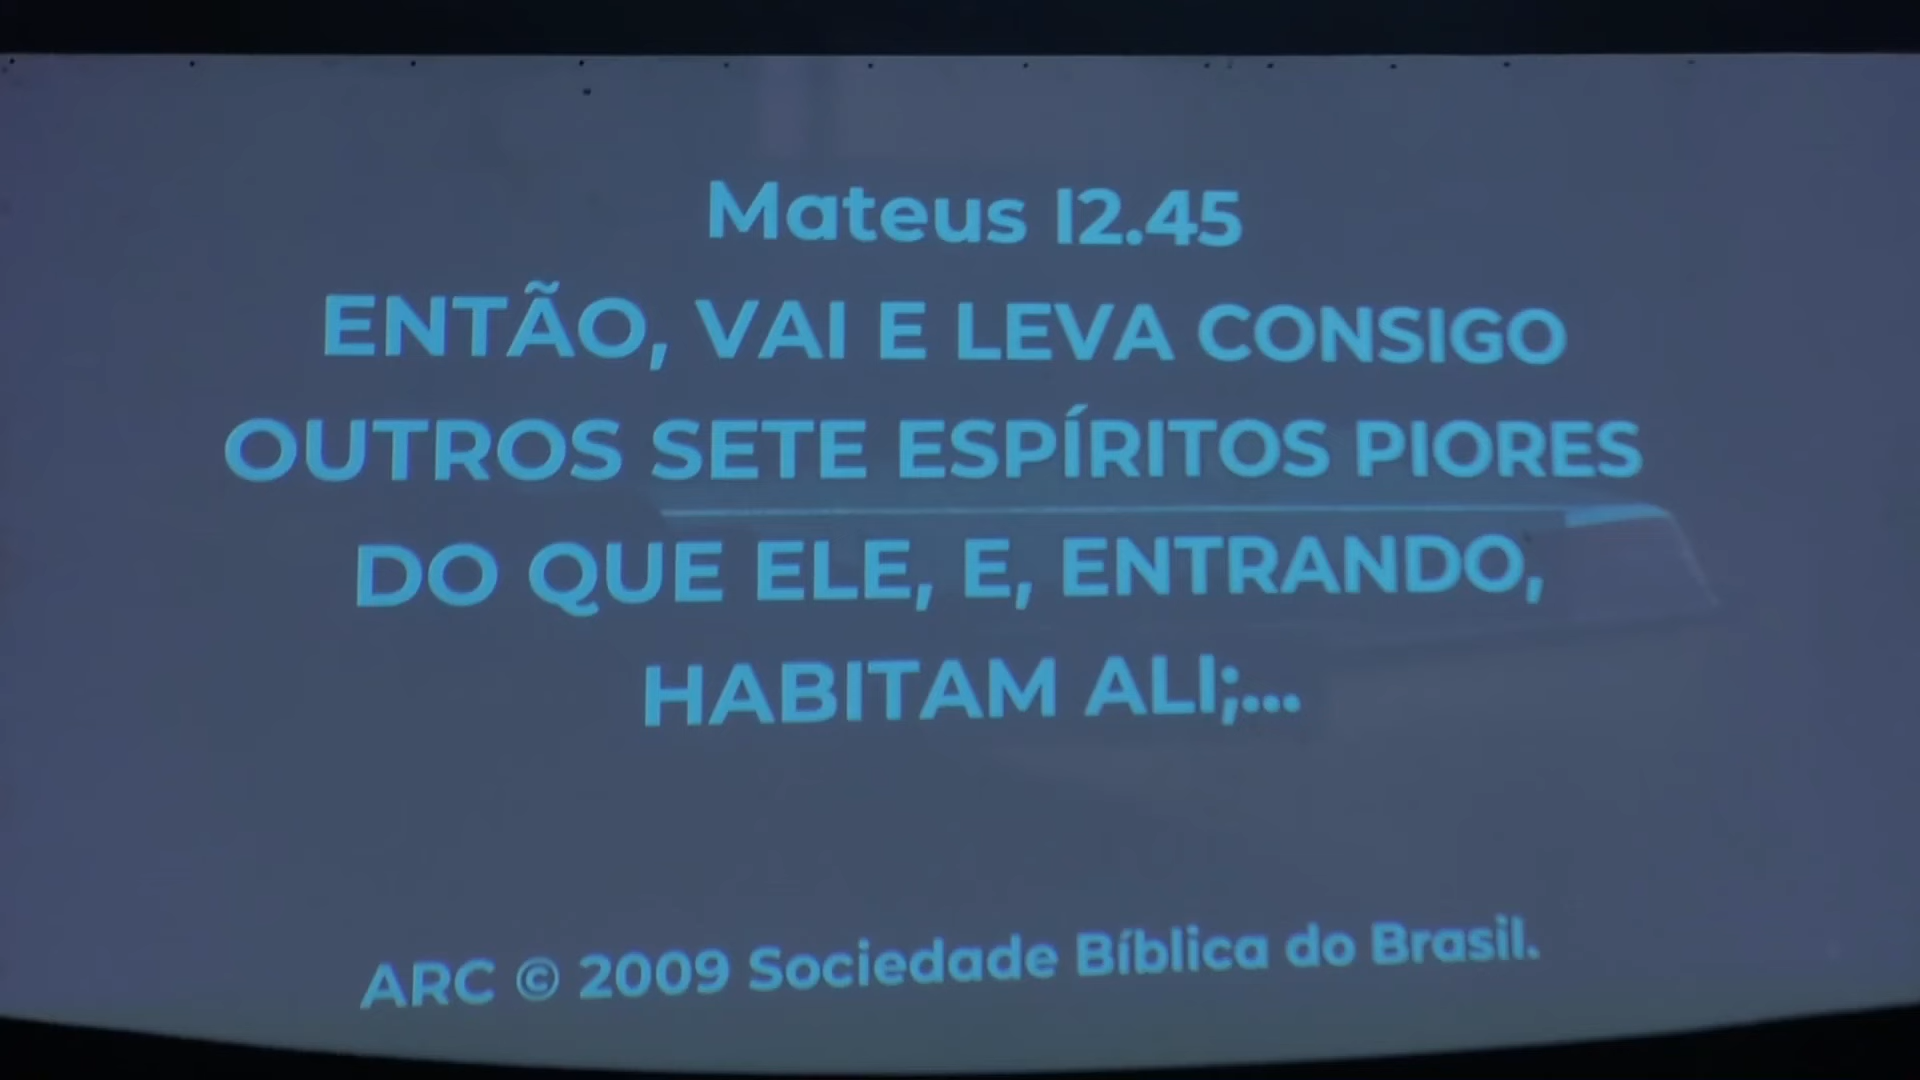 Mateus 12.45
ENTÃO, VAI E LEVA CONSIGO
OUTROS SETE ESPÍRITOS PIORES
DO QUE ELE, E, ENTRANDO,
HABITAM ALI;...
ARC © 2009 Sociedade Bíblica do Brasil.